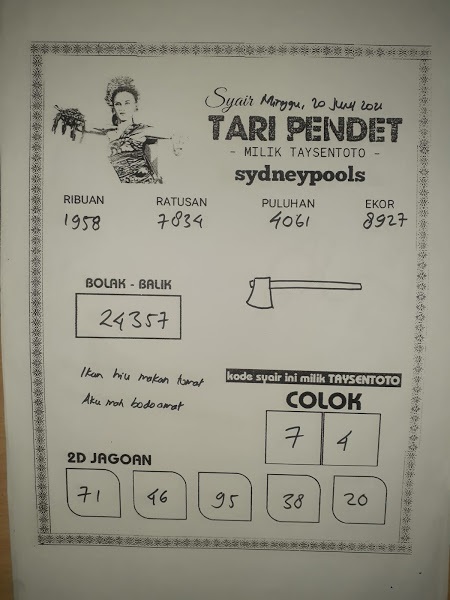 Syair Minggu, 20 Juni 2021
TARI PENDET
- MILIK TAYSENTOTO -
sydneypools
RIBUAN RATUSAN PULUHAN EKOR
1958 7834 4061 8927
BOLAK - BALIK
24357
Ikan hiu makan tomat
Aku mah bodoamat
kode syair ini milik TAYSENTOTO
COLOK
7 4
2D JAGOAN
71 46 95 38 20